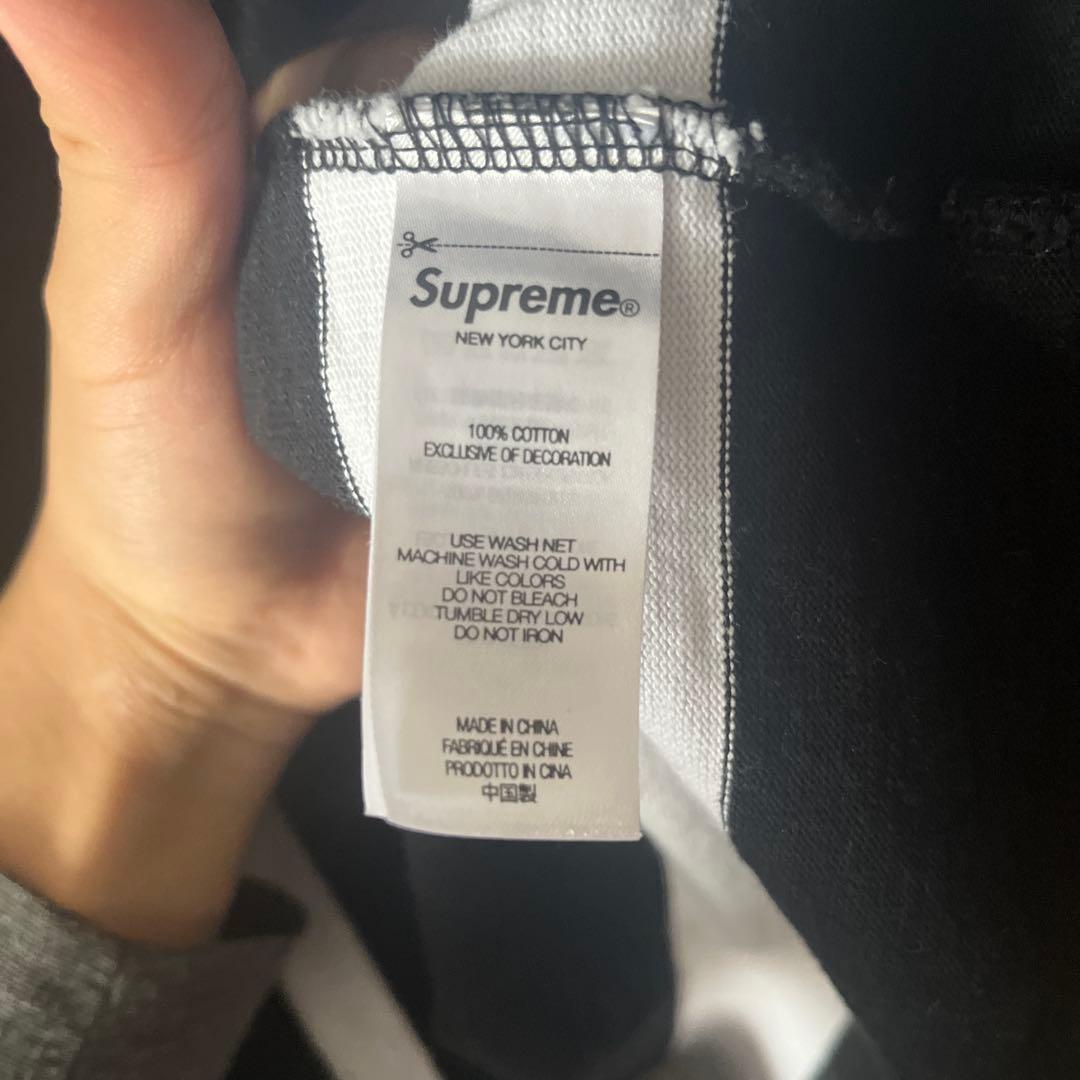 Supreme®
NEW YORK CITY
100% COTTON
EXCLUSIVE OF DECORATION
USE WASH NET
MACHINE WASH COLD WITH
LIKE COLORS
DO NOT BLEACH
TUMBLE DRY LOW
DO NOT IRON
MADE IN CHINA
FABRIQUÉ EN CHINE
PRODOTTO IN CINA
中国製